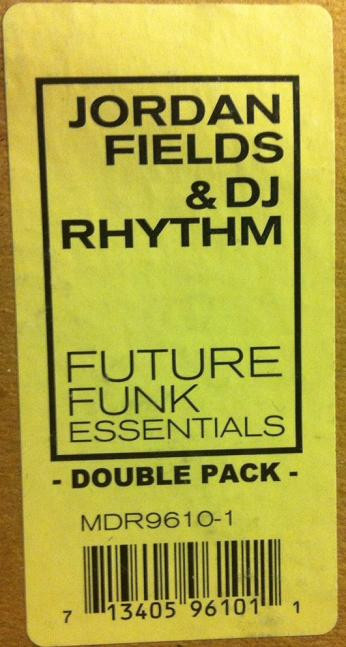 JORDAN
FIELDS
& DJ
RHYTHM
FUTURE
FUNK
ESSENTIALS
- DOUBLE PACK -
MDR9610-1
7 13405 96101 1